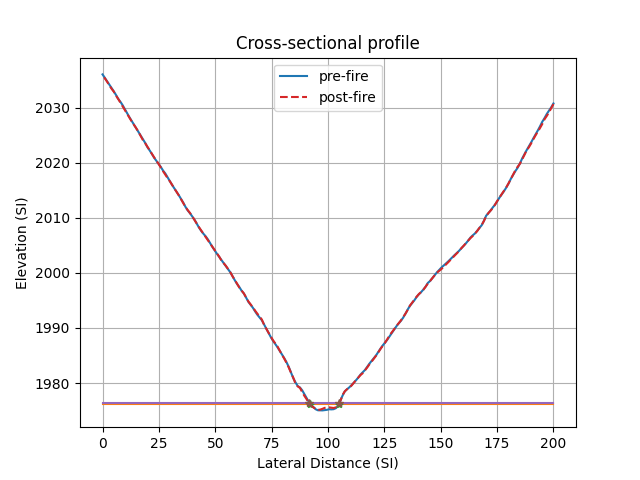 Cross-sectional profile
pre-fire
post-fire
Elevation (SI)
2030
2020
2010
2000
1990
1980
0 25 50 75 100 125 150 175 200
Lateral Distance (SI)